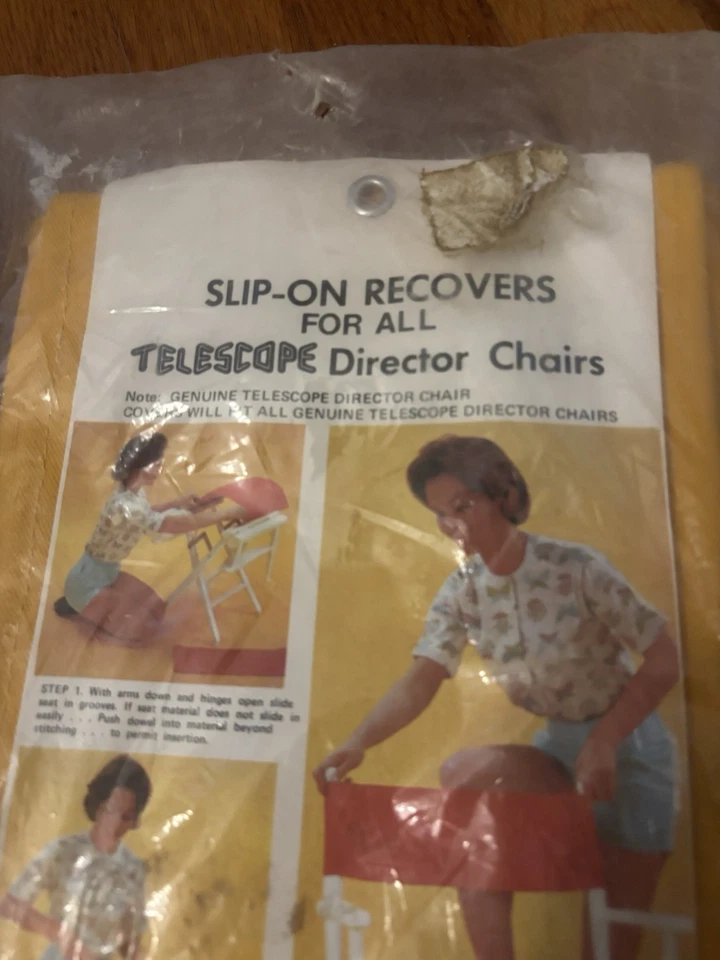 SLIP-ON RECOVERS
FOR ALL
TELESCOPE Director Chairs
Note: GENUINE TELESCOPE DIRECTOR CHAIR
COVERS WILL FIT ALL GENUINE TELESCOPE DIRECTOR CHAIRS
STEP 1. With arms down and hinges open slide
seat in grooves. If seat material does not slide in
easily . . . Push dowel into material beyond
stitching . . . to permit insertion.